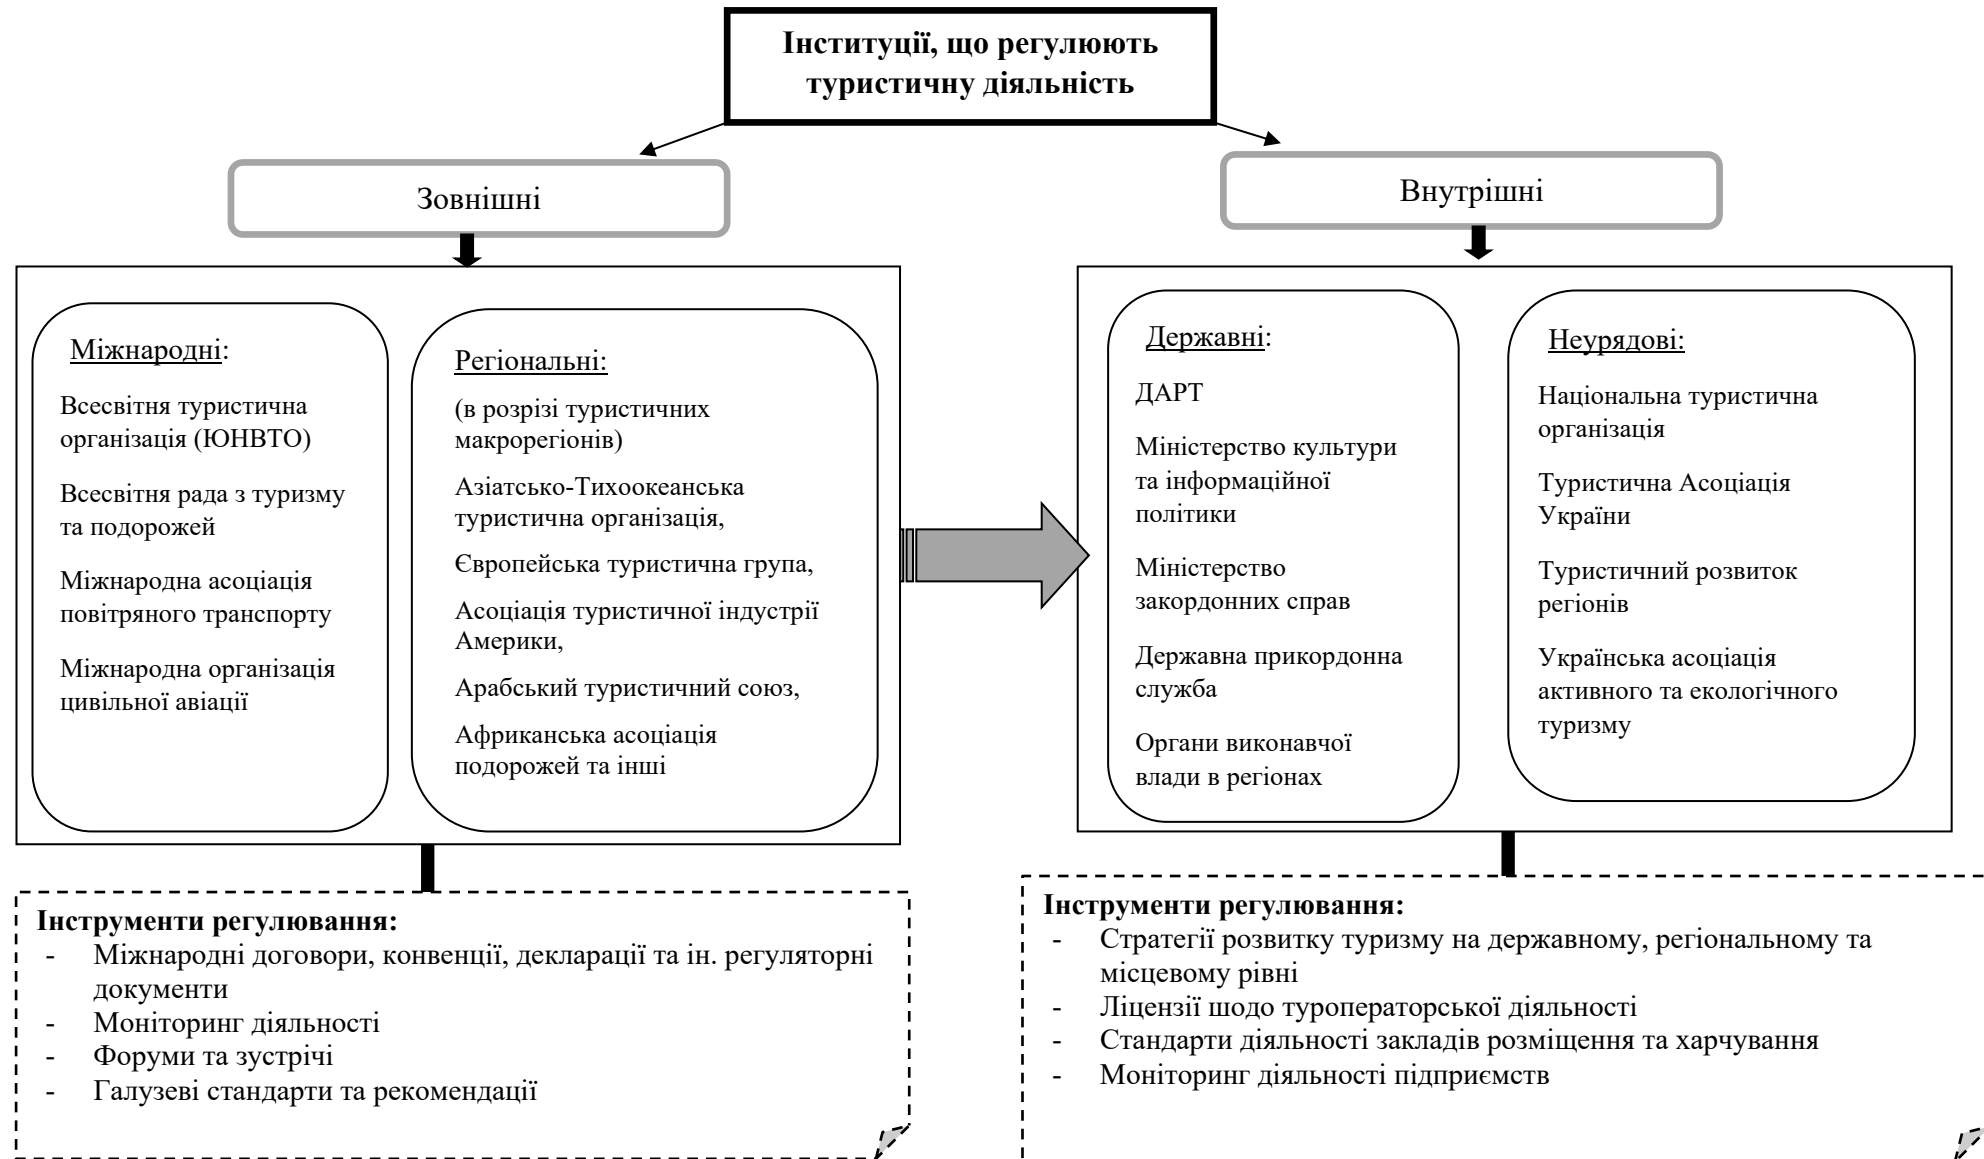 Інституції, що регулюють
туристичну діяльність
Зовнішні
Внутрішні
Міжнародні:
Всесвітня туристична
організація (ЮНВТО)
Всесвітня рада з туризму
та подорожей
Міжнародна асоціація
повітряного транспорту
Міжнародна організація
цивільної авіації
Регіональні:
(в розрізі туристичних
макрорегіонів)
Азіатсько-Тихоокеанська
туристична організація,
Європейська туристична група,
Асоціація туристичної індустрії
Америки,
Арабський туристичний союз,
Африканська асоціація
подорожей та інші
Державні:
ДАРТ
Міністерство культури
та інформаційної
політики
Міністерство
закордонних справ
Державна прикордонна
служба
Органи виконавчої
влади в регіонах
Неурядові:
Національна туристична
організація
Туристична Асоціація
України
Туристичний розвиток
регіонів
Українська асоціація
активного та екологічного
туризму
Інструменти регулювання:
- Міжнародні договори, конвенції, декларації та ін. регуляторні
документи
- Моніторинг діяльності
- Форуми та зустрічі
- Галузеві стандарти та рекомендації
Інструменти регулювання:
- Стратегії розвитку туризму на державному, регіональному та
місцевому рівні
- Ліцензії шодо туроператорської діяльності
- Стандарти діяльності закладів розміщення та харчування
- Моніторинг діяльності підприємств